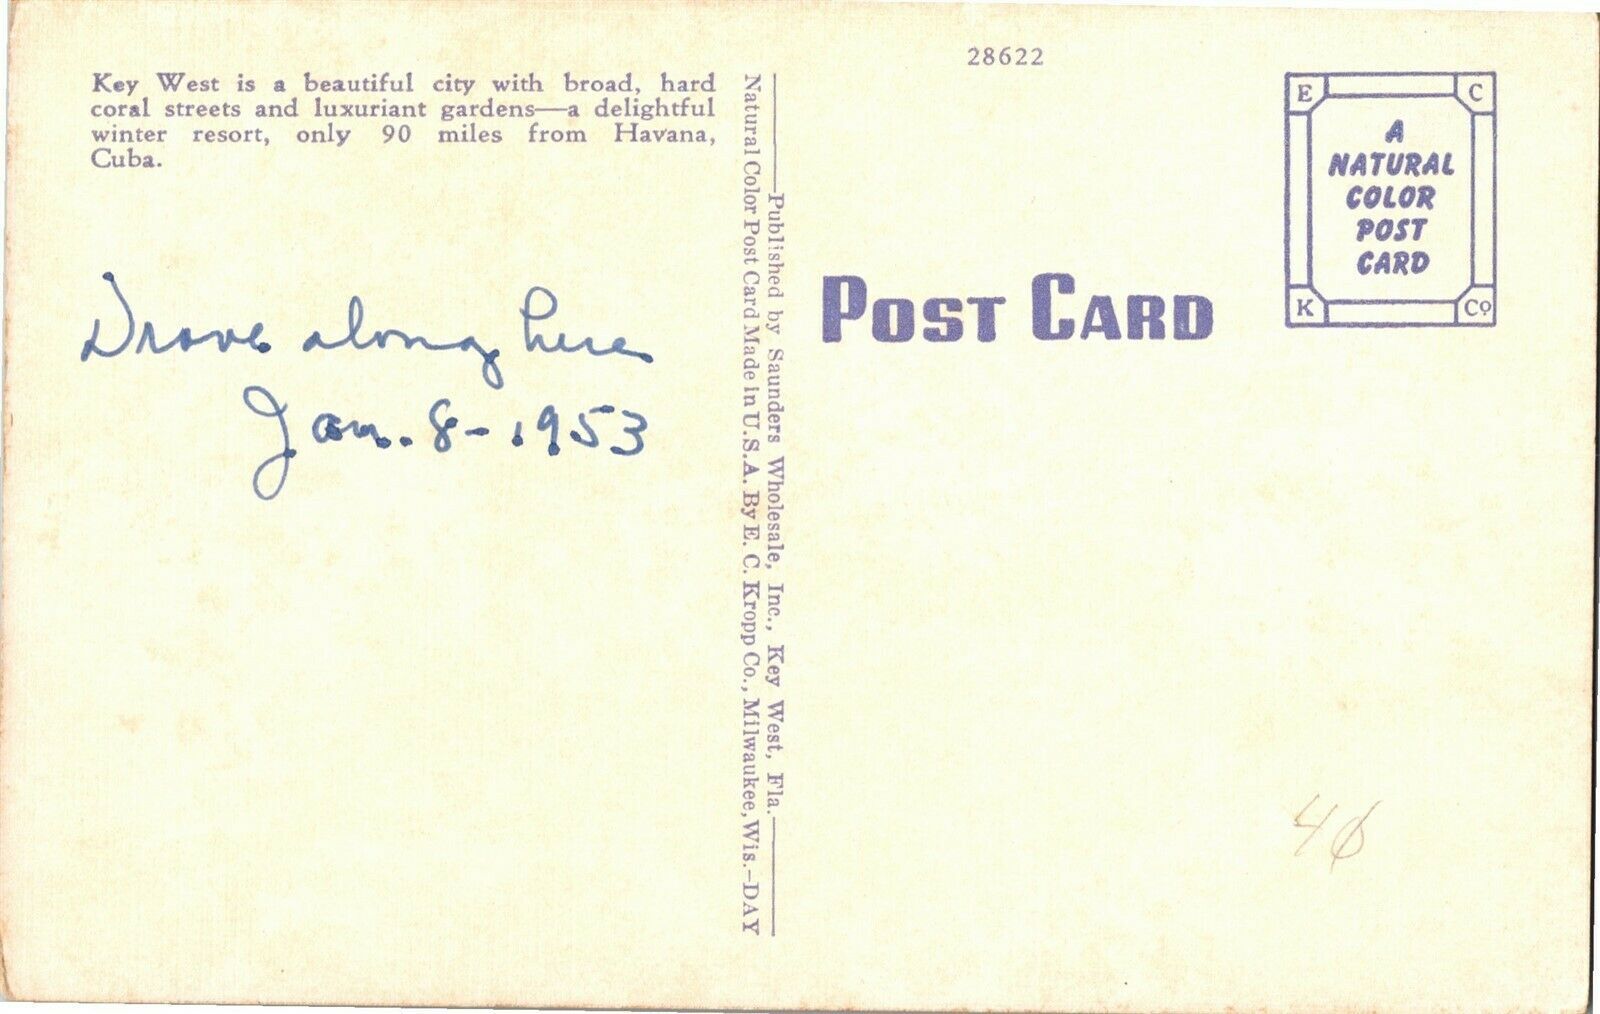 28622
Key West is a beautiful city with broad, hard
coral streets and luxuriant gardens—a delightful
winter resort, only 90 miles from Havana,
Cuba.
Drove along here
Jan. 8-1953
Published by Saunders Wholesale, Inc., Key West, Fla.
Natural Color Post Card Made in U.S.A. By E. C. Kropp Co., Milwaukee, Wis.-DAY
POST CARD
E C
A
NATURAL
COLOR
POST
CARD
K Co